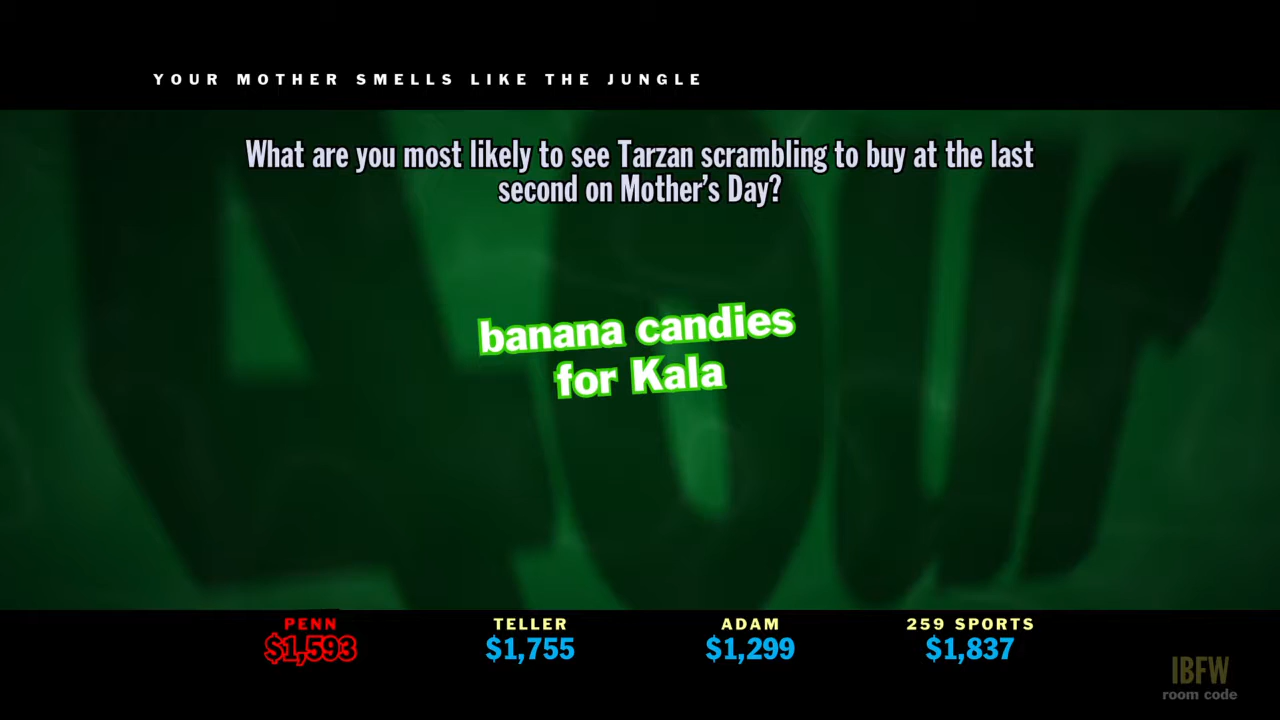 YOUR MOTHER SMELLS LIKE THE JUNGLE
What are you most likely to see Tarzan scrambling to buy at the last
second on Mother's Day?
banana candies
for Kala
PENN TELLER ADAM 259 SPORTS
$1,593 $1,755 $1,299 $1,837
IBFW
room code